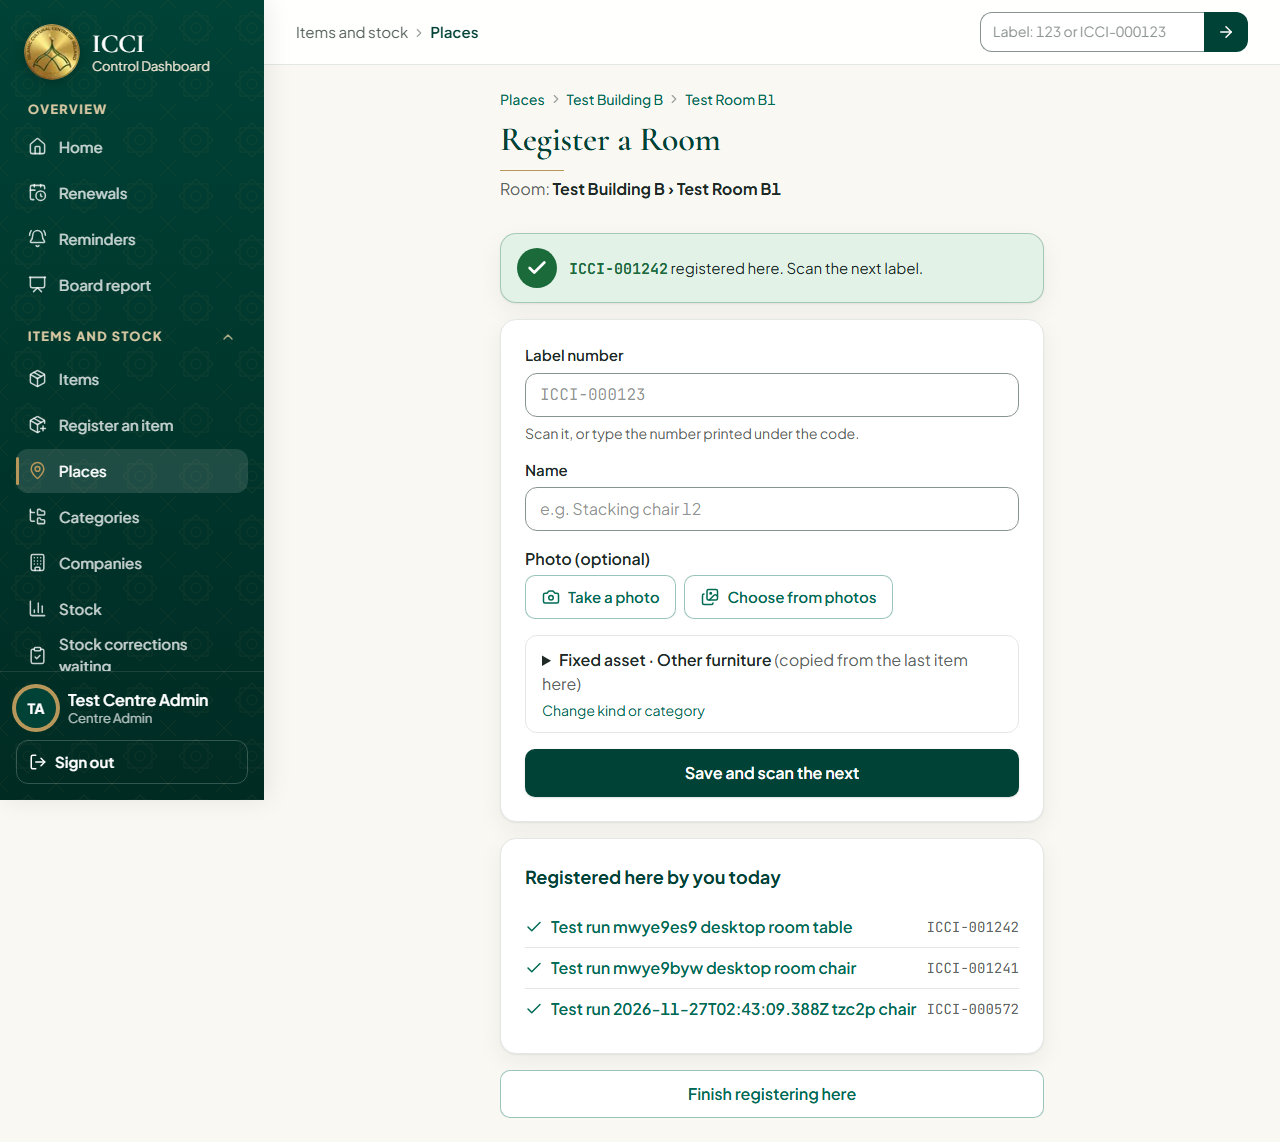 ICCI
Control Dashboard
OVERVIEW
Home
Renewals
Reminders
Board report
ITEMS AND STOCK
Items
Register an item
Places
Categories
Companies
Stock
Stock corrections
waiting
TA
Test Centre Admin
Centre Admin
Sign out
Items and stock › Places
Label: 123 or ICCI-000123
Places › Test Building B › Test Room B1
Register a Room
Room: Test Building B › Test Room B1
ICCI-001242 registered here. Scan the next label.
Label number
ICCI-000123
Scan it, or type the number printed under the code.
Name
e.g. Stacking chair 12
Photo (optional)
Take a photo
Choose from photos
Fixed asset · Other furniture (copied from the last item
here)
Change kind or category
Save and scan the next
Registered here by you today
Test run mwye9es9 desktop room table ICCI-001242
Test run mwye9byw desktop room chair ICCI-001241
Test run 2026-11-27T02:43:09.388Z tzc2p chair ICCI-000572
Finish registering here